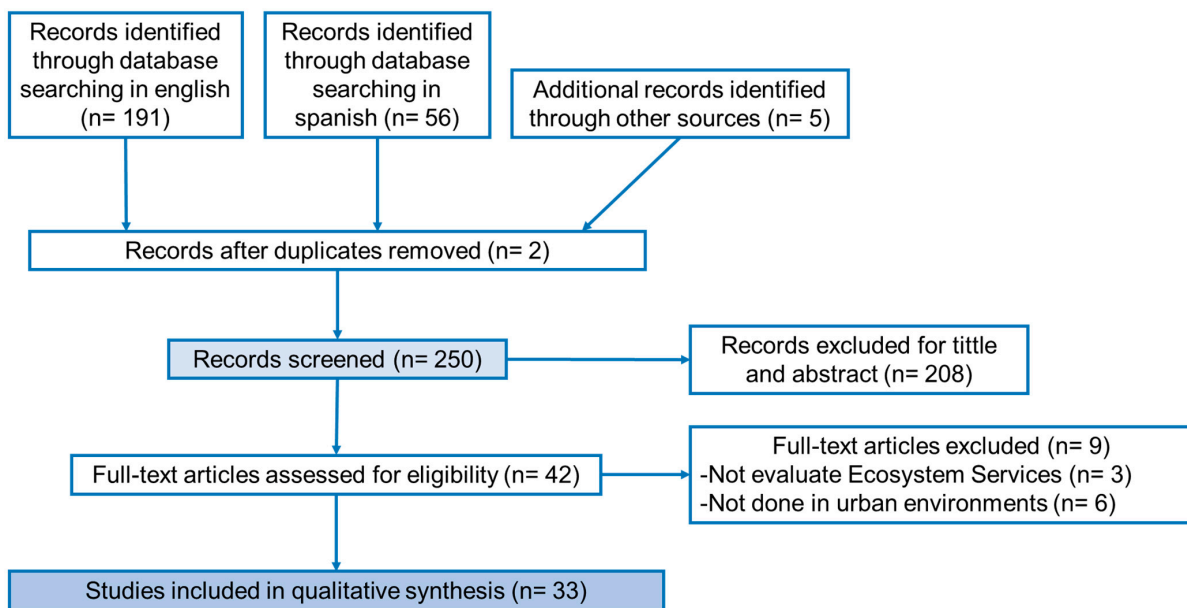 Records identified
through database
searching in english
(n= 191)
Records identified
through database
searching in
spanish (n= 56)
Additional records identified
through other sources (n= 5)
Records after duplicates removed (n= 2)
Records screened (n= 250)
Records excluded for tittle
and abstract (n= 208)
Full-text articles assessed for eligibility (n= 42)
Full-text articles excluded (n= 9)
-Not evaluate Ecosystem Services (n= 3)
-Not done in urban environments (n= 6)
Studies included in qualitative synthesis (n= 33)